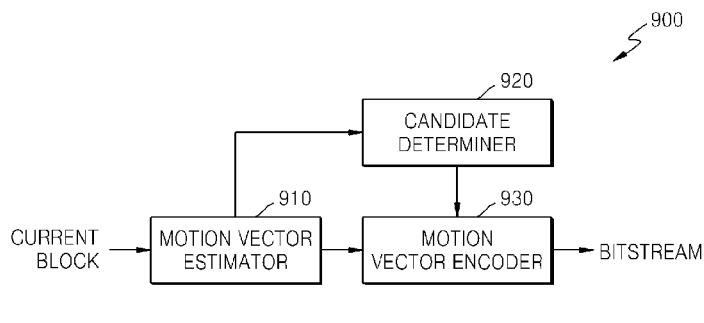 900
920
CANDIDATE
DETERMINER
910
930
CURRENT
BLOCK
MOTION VECTOR
ESTIMATOR
MOTION
VECTOR ENCODER
BITSTREAM